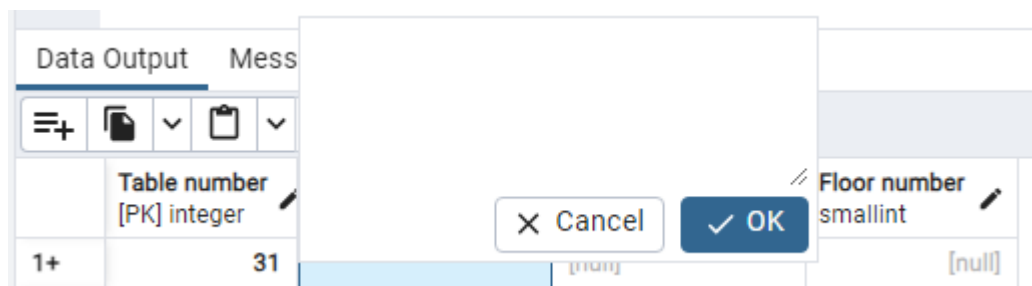 Data Output Mess
Table number
[PK] integer
Cancel
OK
Floor number
smallint
1+ 31 [null] [null]